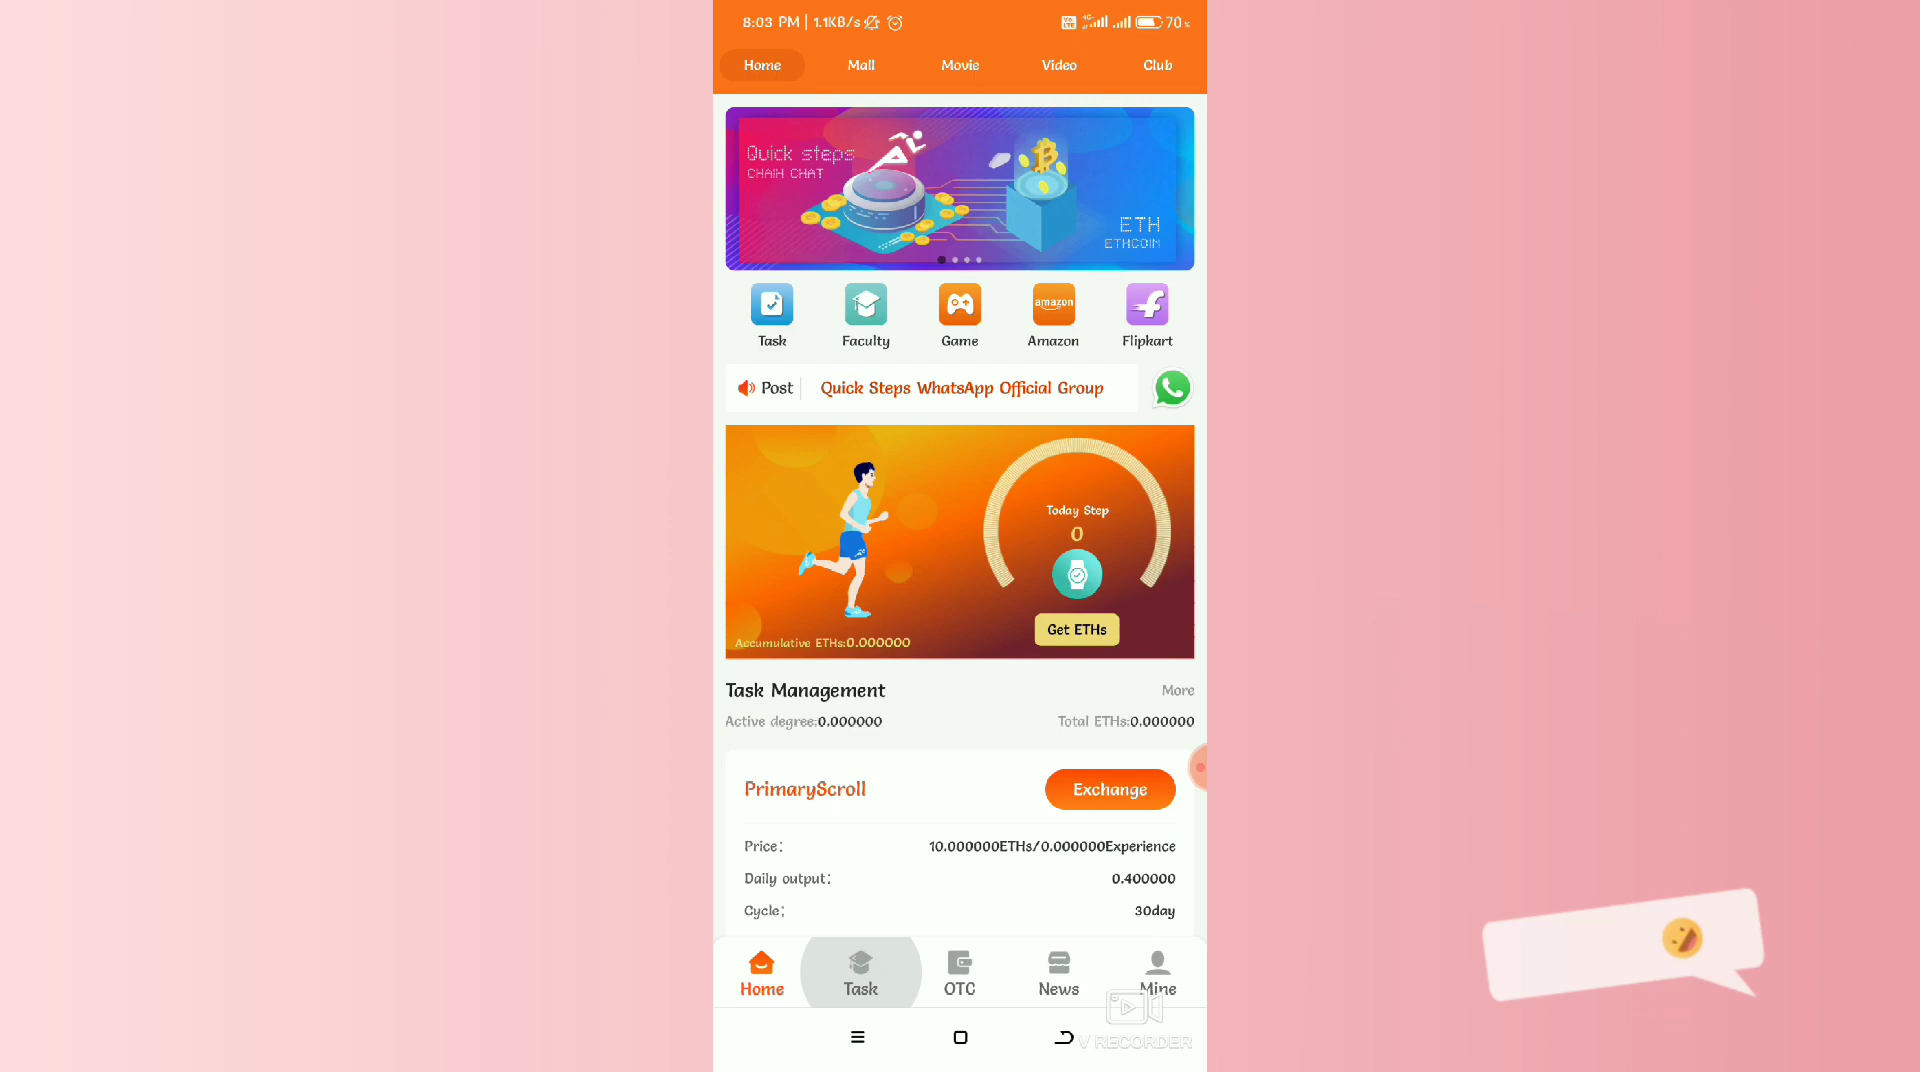 8:03 PM | 1.1KB/s 70%
Home Mall Movie Video Club
Quick steps
CHAIH CHAT
ETH
ETHCOIN
amazon
Task Faculty Game Amazon Flipkart
Post Quick Steps WhatsApp Official Group
Today Step
0
Get ETHs
Accumulative ETHs:0.000000
Task Management More
Active degree:0.000000 Total ETHs:0.000000
PrimaryScroll Exchange
Price: 10.000000ETHs/0.000000Experience
Daily output: 0.400000
Cycle: 30day
Home Task OTC News Mine
V RECORDER